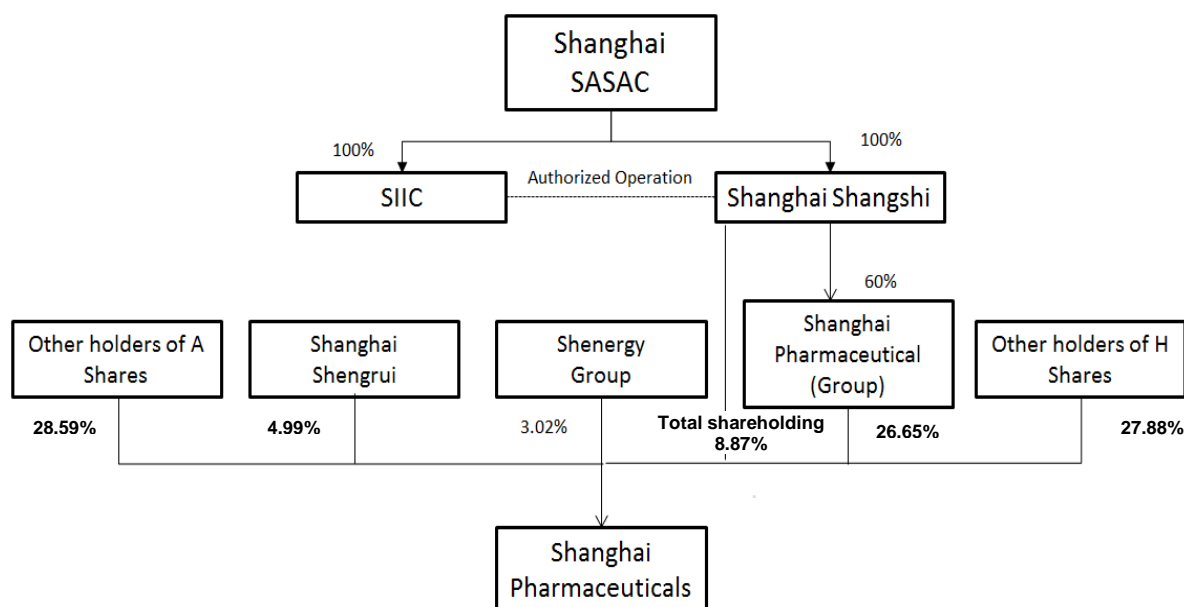 Shanghai
SASAC
100%
100%
SIIC
Authorized Operation
Shanghai Shangshi
60%
Other holders of A
Shares
Shanghai
Shengrui
Shenergy
Group
Shanghai
Pharmaceutical
(Group)
Other holders of H
Shares
28.59%
4.99%
3.02%
Total shareholding
8.87%
26.65%
27.88%
Shanghai
Pharmaceuticals